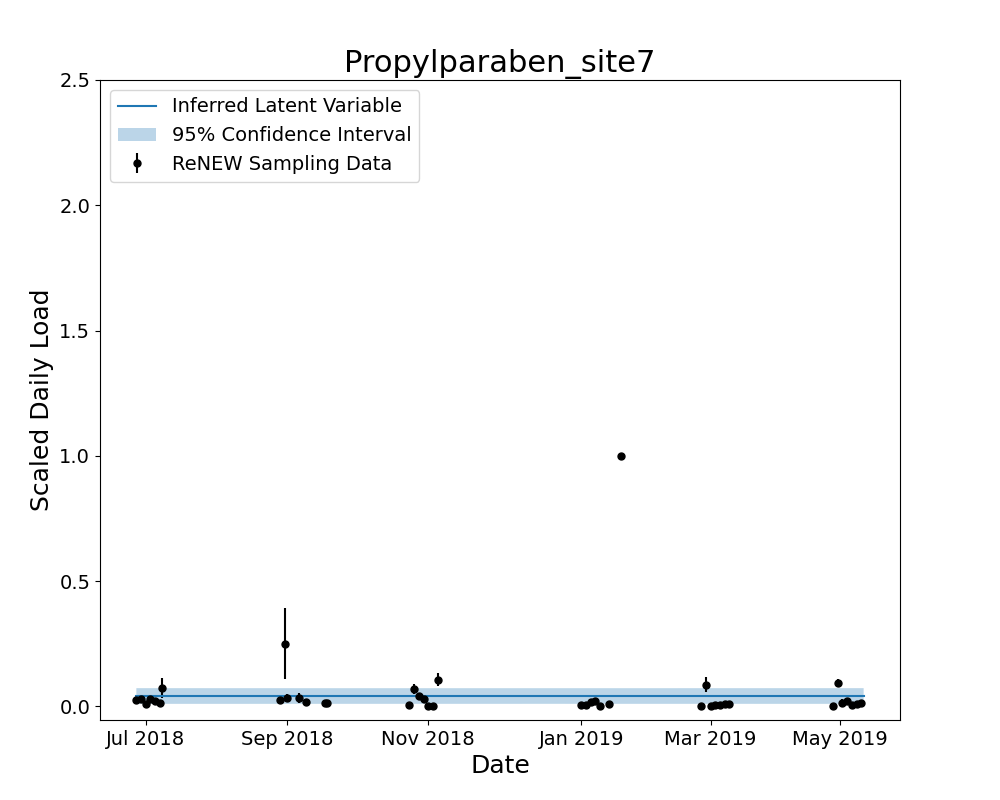 Propylparaben_site7
2.5
Inferred Latent Variable
95% Confidence Interval
ReNEW Sampling Data
2.0
1.5
1.0
0.5
0.0
Scaled Daily Load
Jul 2018 Sep 2018 Nov 2018 Jan 2019 Mar 2019 May 2019
Date